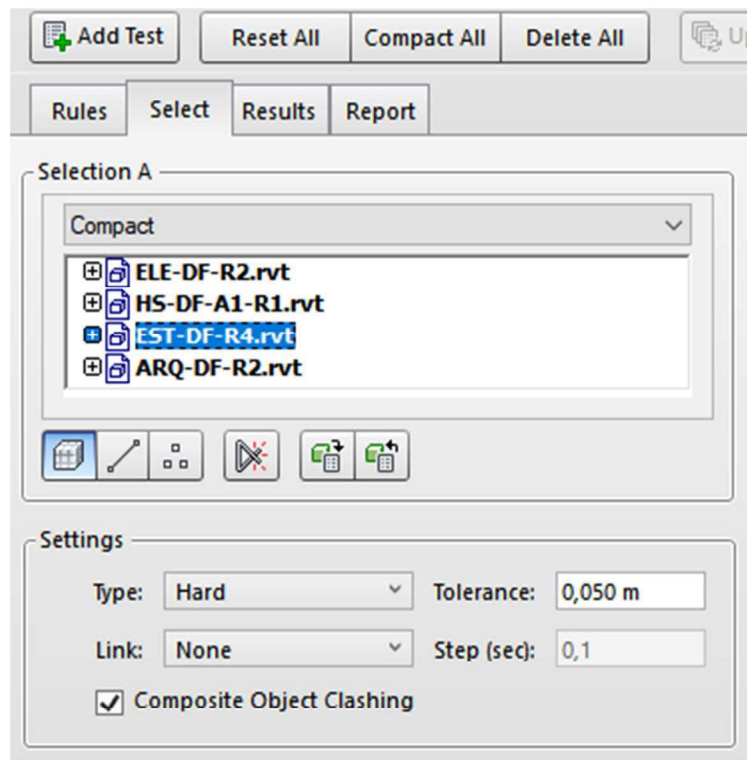 Add Test Reset All Compact All Delete All
Rules Select Results Report
Selection A
Compact
ELE-DF-R2.rvt
HS-DF-A1-R1.rvt
EST-DF-R4.rvt
ARQ-DF-R2.rvt
Settings
Type: Hard Tolerance: 0,050 m
Link: None Step (sec): 0,1
Composite Object Clashing